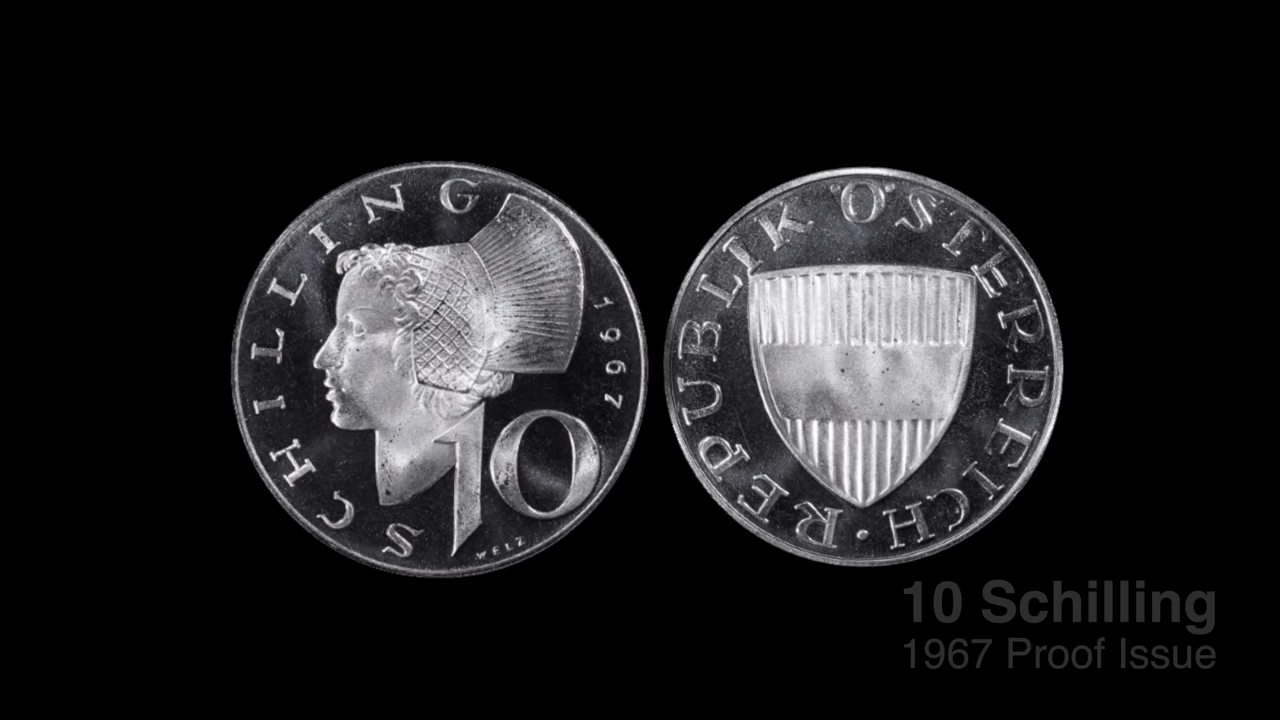 SCHILLING
1967
10
WELZ
REPUBLIK ÖSTERREICH ·
10 Schilling
1967 Proof Issue